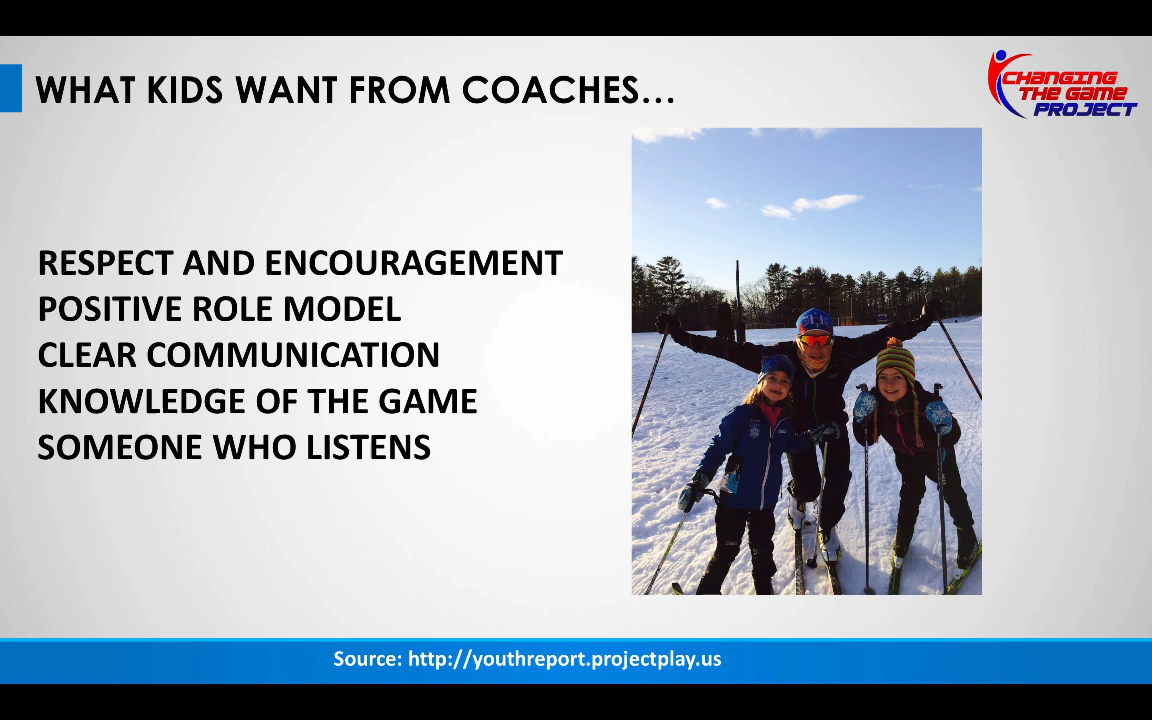 WHAT KIDS WANT FROM COACHES...
CHANGING
THE GAME
PROJECT
RESPECT AND ENCOURAGEMENT
POSITIVE ROLE MODEL
CLEAR COMMUNICATION
KNOWLEDGE OF THE GAME
SOMEONE WHO LISTENS
Source: http://youthreport.projectplay.us